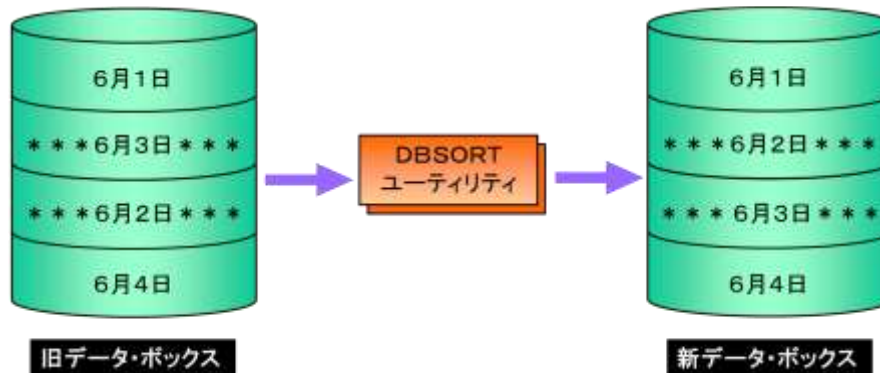 6月1日
***6月3日***
***6月2日***
6月4日
旧データ・ボックス
DBSORT
ユーティリティ
6月1日
***6月2日***
***6月3日***
6月4日
新データ・ボックス